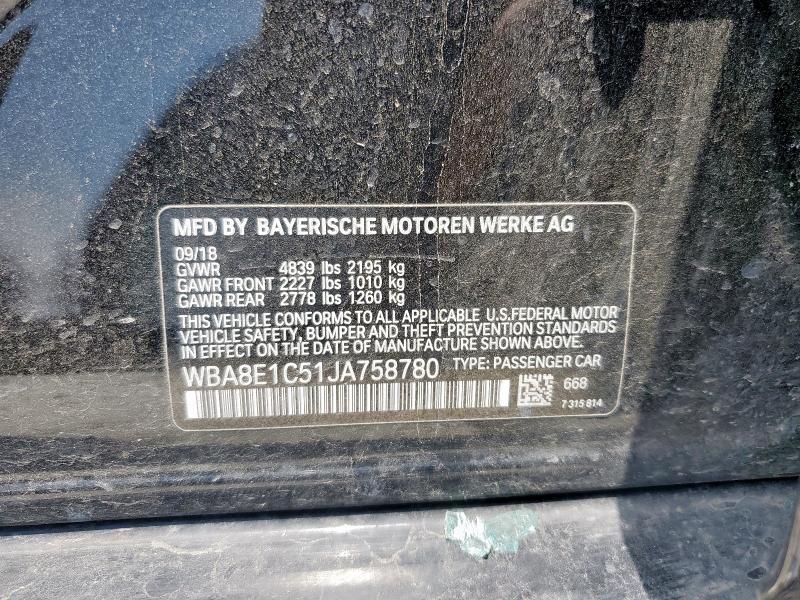 MFD BY BAYERISCHE MOTOREN WERKE AG
09/18
GVWR 4839 lbs 2195 kg
GAWR FRONT 2227 lbs 1010 kg
GAWR REAR 2778 lbs 1260 kg
THIS VEHICLE CONFORMS TO ALL APPLICABLE U.S.FEDERAL MOTOR
VEHICLE SAFETY, BUMPER AND THEFT PREVENTION STANDARDS
IN EFFECT ON THE DATE OF MANUFACTURE SHOWN ABOVE.
WBA8E1C51JA758780 TYPE: PASSENGER CAR
668
7 315 814